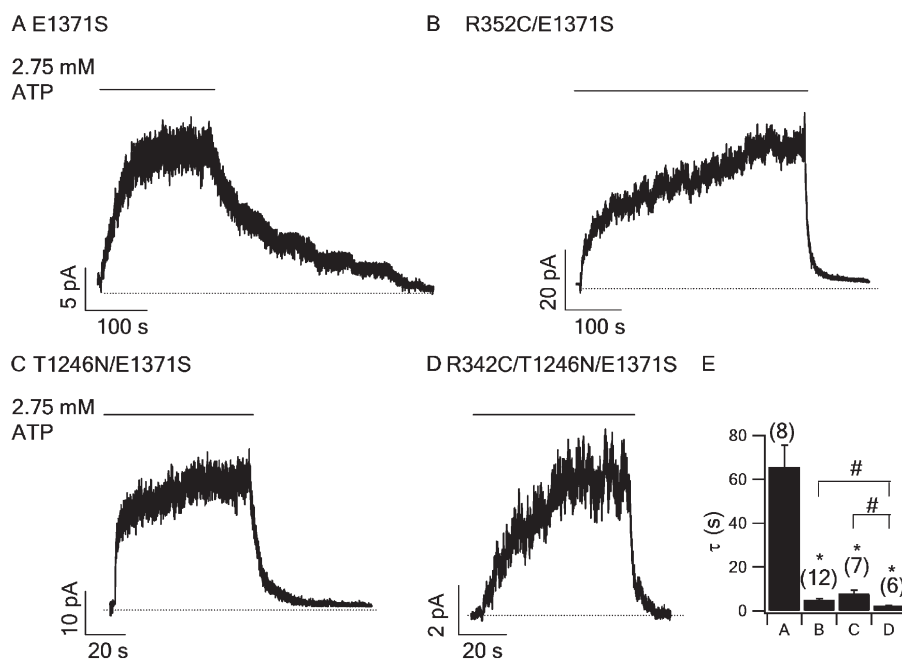 A E1371S
B R352C/E1371S
2.75 mM
ATP
5 pA
100 s
20 pA
100 s
C T1246N/E1371S
D R342C/T1246N/E1371S
E
2.75 mM
ATP
10 pA
20 s
2 pA
20 s
80
60
40
20
0
τ (s)
(8)
#
#
*
(12)
*
(7)
*
(6)
A B C D